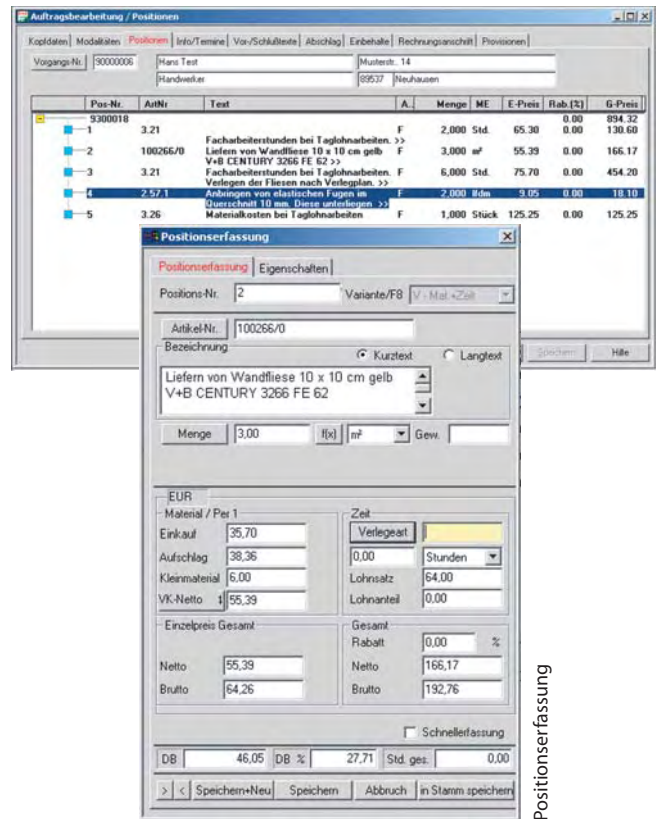 Auftragsbearbeitung / Positionen
Kopfdaten Modalitäten Positionen Info/Termine Vor-/Schlußtexte Abschlag Einbehalte Rechnungsanschrift Provisionen
Vorgangs-Nr. 90000006 Hans Test Musterstr. 14
Handwerker 89537 Neuhausen
Pos-Nr. ArtNr Text A.. Menge ME E-Preis Rab.(%) G-Preis
9300018 0.00 894.32
1 3.21 F 2,000 Std. 65.30 0.00 130.60
Facharbeiterstunden bei Taglohnarbeiten. >>
2 100266/0 Liefern von Wandfliese 10 x 10 cm gelb F 3,000 m² 55.39 0.00 166.17
V+B CENTURY 3266 FE 62 >>
3 3.21 Facharbeiterstunden bei Taglohnarbeiten. F 6,000 Std. 75.70 0.00 454.20
Verlegen der Fliesen nach Verlegplan. >>
4 2.57.1 Anbringen von elastischen Fugen im F 2,000 lfdm 9.05 0.00 18.10
Querschnitt 10 mm. Diese unterliegen >>
5 3.26 Materialkosten bei Taglohnarbeiten F 1,000 Stück 125.25 0.00 125.25
Speichern Hilfe
Positionserfassung
Positionserfassung Eigenschaften
Positions-Nr. 2 Variante/F8 V - Mat.+Zeit
Artikel-Nr. 100266/0
Bezeichnung Kurztext Langtext
Liefern von Wandfliese 10 x 10 cm gelb
V+B CENTURY 3266 FE 62
Menge 3,00 f(x) m² Gew.
EUR
Material / Per 1 Zeit
Einkauf 35,70 Verlegeart
Aufschlag 38,36 0,00 Stunden
Kleinmaterial 6,00 Lohnsatz 64,00
VK-Netto 55,39 Lohnanteil 0,00
Einzelpreis Gesamt Gesamt
Rabatt 0,00 %
Netto 55,39 Netto 166,17
Brutto 64,26 Brutto 192,76
Schnellerfassung
DB 46,05 DB % 27,71 Std. ges. 0,00
> < Speichern+Neu Speichern Abbruch in Stamm speichern
Positionserfassung